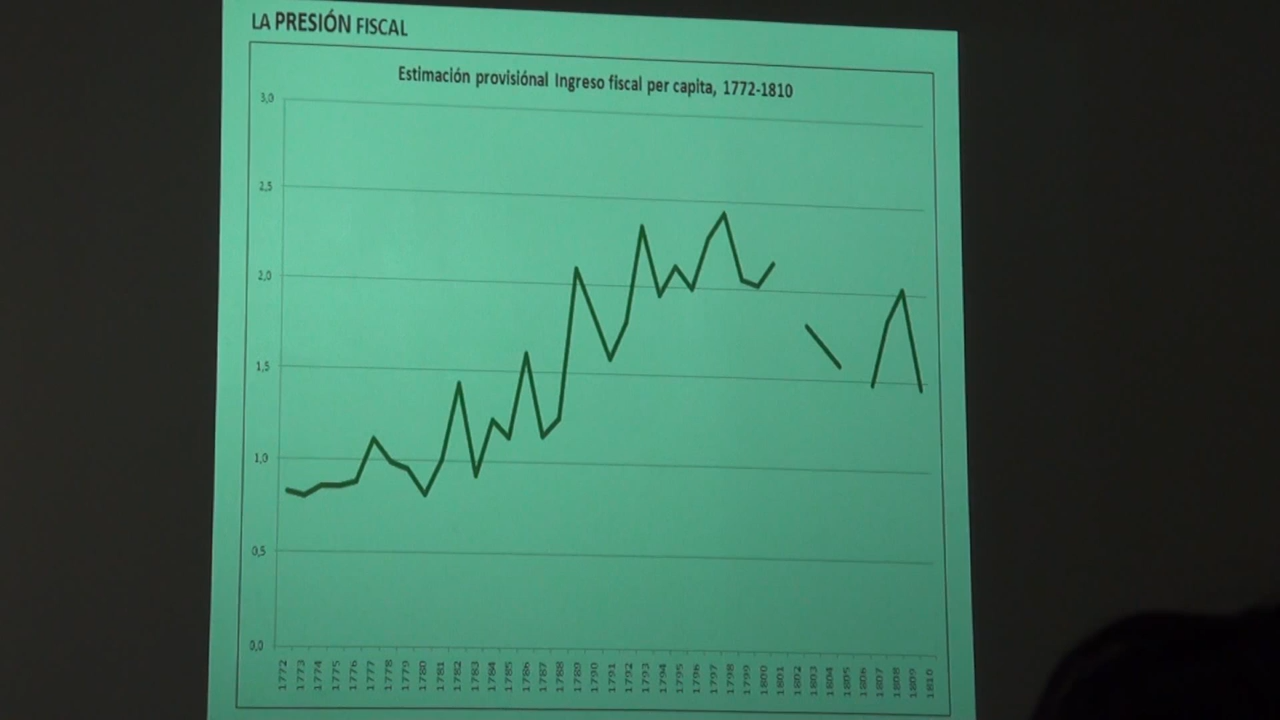 LA PRESIÓN FISCAL
Estimación provisiónal Ingreso fiscal per capita, 1772-1810
3,0
2,5
2,0
1,5
1,0
0,5
0,0
1772 1773 1774 1775 1776 1777 1778 1779 1780 1781 1782 1783 1784 1785 1786 1787 1788 1789 1790 1791 1792 1793 1794 1795 1796 1797 1798 1799 1800 1801 1802 1803 1804 1805 1806 1807 1808 1809 1810